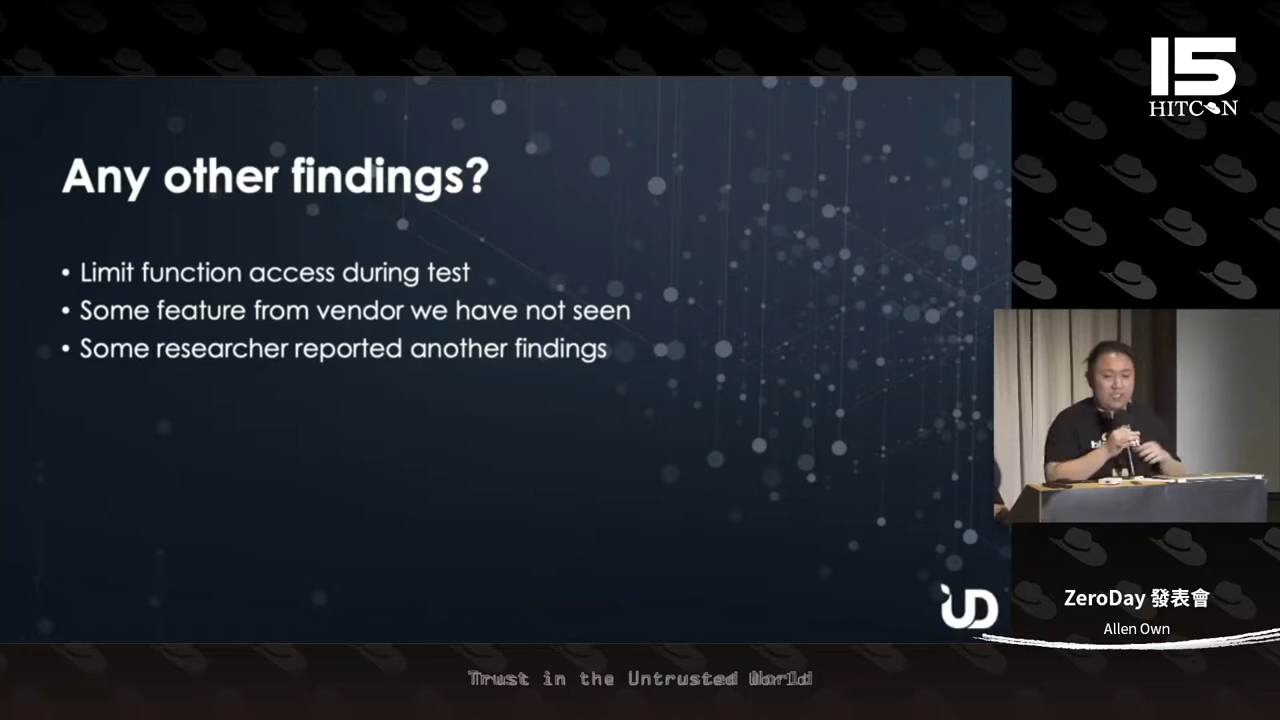 15
HITCON
Any other findings?
• Limit function access during test
• Some feature from vendor we have not seen
• Some researcher reported another findings
UD
ZeroDay 發表會
Allen Own
Trust in the Untrusted World